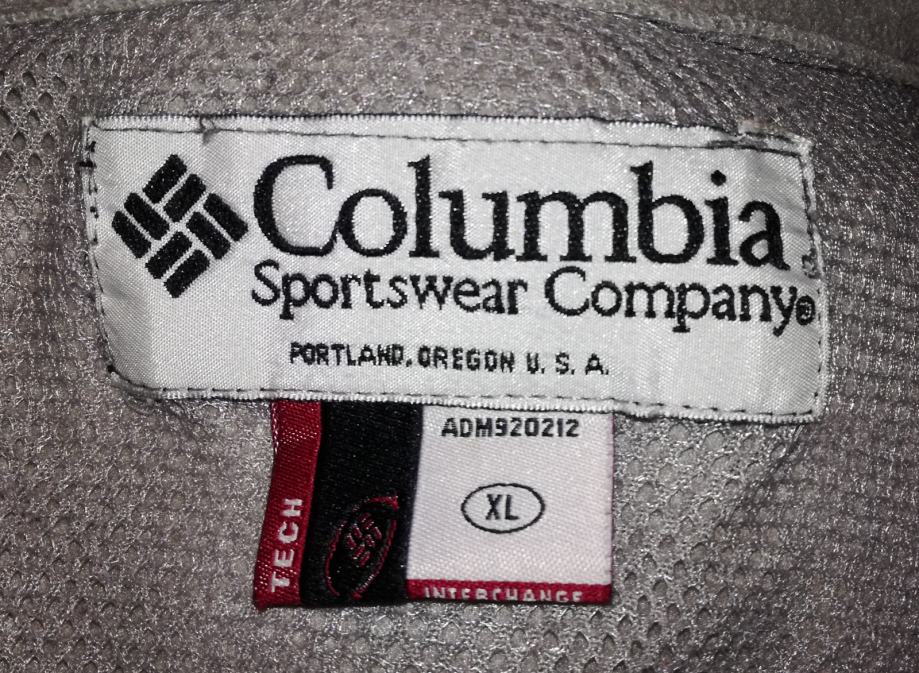 Columbia
Sportswear Company®
PORTLAND, OREGON U. S. A.
TECH
ADM920212
XL
INTERCHANGE